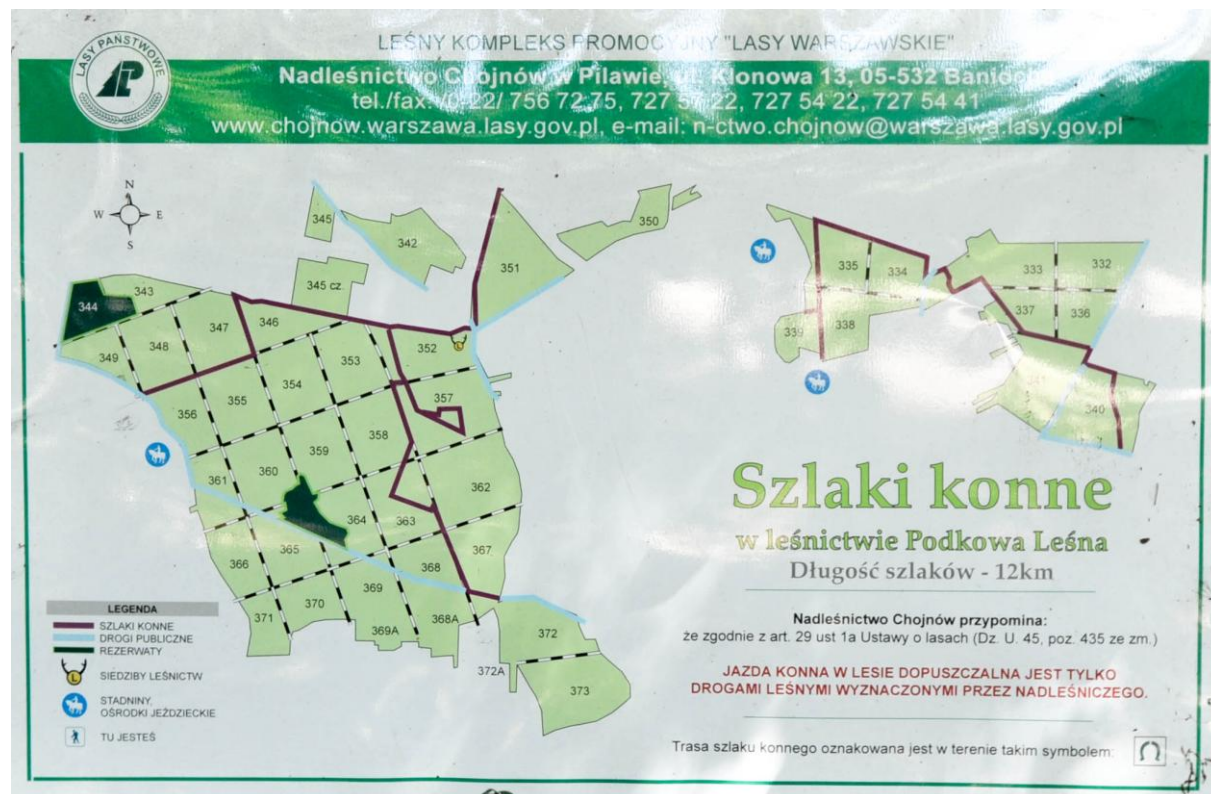 LASY PAŃSTWOWE
LEŚNY KOMPLEKS PROMOCYJNY "LASY WARSZAWSKIE"
Nadleśnictwo Chojnów w Pilawie, ul. Klonowa 13, 05-532 Baniocha
tel./fax: /0-22/ 756 72 75, 727 57 22, 727 54 22, 727 54 41
www.chojnow.warszawa.lasy.gov.pl, e-mail: n-ctwo.chojnow@warszawa.lasy.gov.pl
N
W E
S
345
342
350
351
345 cz.
344
343
347
346
349
348
353
352
L
354
355
356
357
358
359
360
361
362
364
363
365
366
367
368
369
370
371
369A
368A
372
372A
373
335
334
333
332
339
338
337
336
341
340
Szlaki konne
w leśnictwie Podkowa Leśna
Długość szlaków - 12km
Nadleśnictwo Chojnów przypomina:
że zgodnie z art. 29 ust 1a Ustawy o lasach (Dz. U. 45, poz. 435 ze zm.)
JAZDA KONNA W LESIE DOPUSZCZALNA JEST TYLKO
DROGAMI LEŚNYMI WYZNACZONYMI PRZEZ NADLEŚNICZEGO.
Trasa szlaku konnego oznakowana jest w terenie takim symbolem:
LEGENDA
SZLAKI KONNE
DROGI PUBLICZNE
REZERWATY
L
SIEDZIBY LEŚNICTW
STADNINY,
OŚRODKI JEŹDZIECKIE
TU JESTEŚ